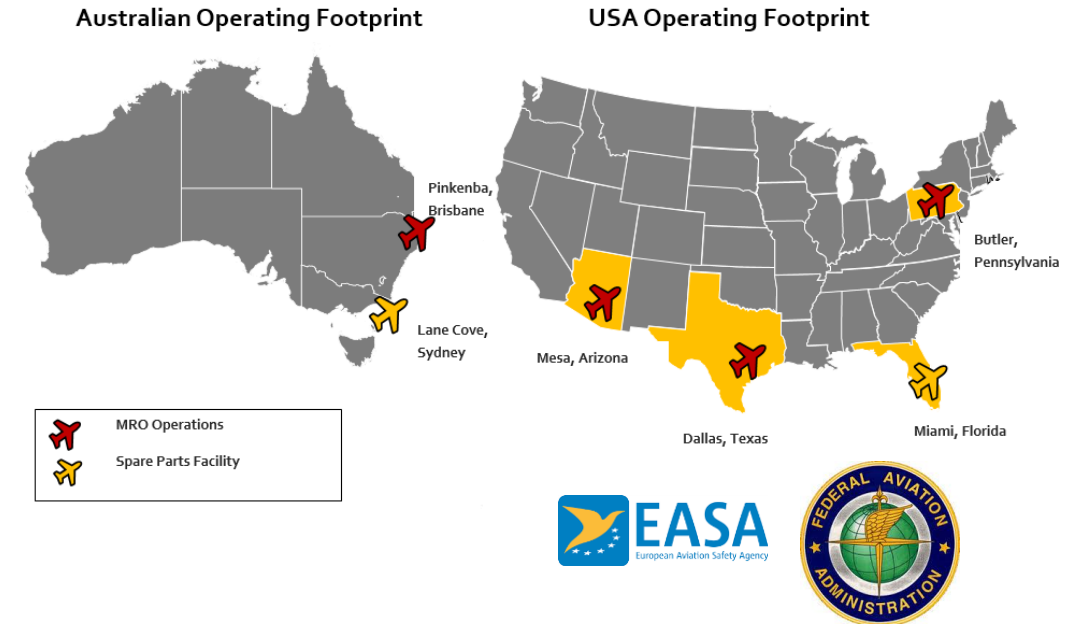 Australian Operating Footprint
USA Operating Footprint
Pinkenba,
Brisbane
Lane Cove,
Sydney
Butler,
Pennsylvania
Mesa, Arizona
Dallas, Texas
Miami, Florida
MRO Operations
Spare Parts Facility
EASA
European Aviation Safety Agency
FEDERAL AVIATION
ADMINISTRATION